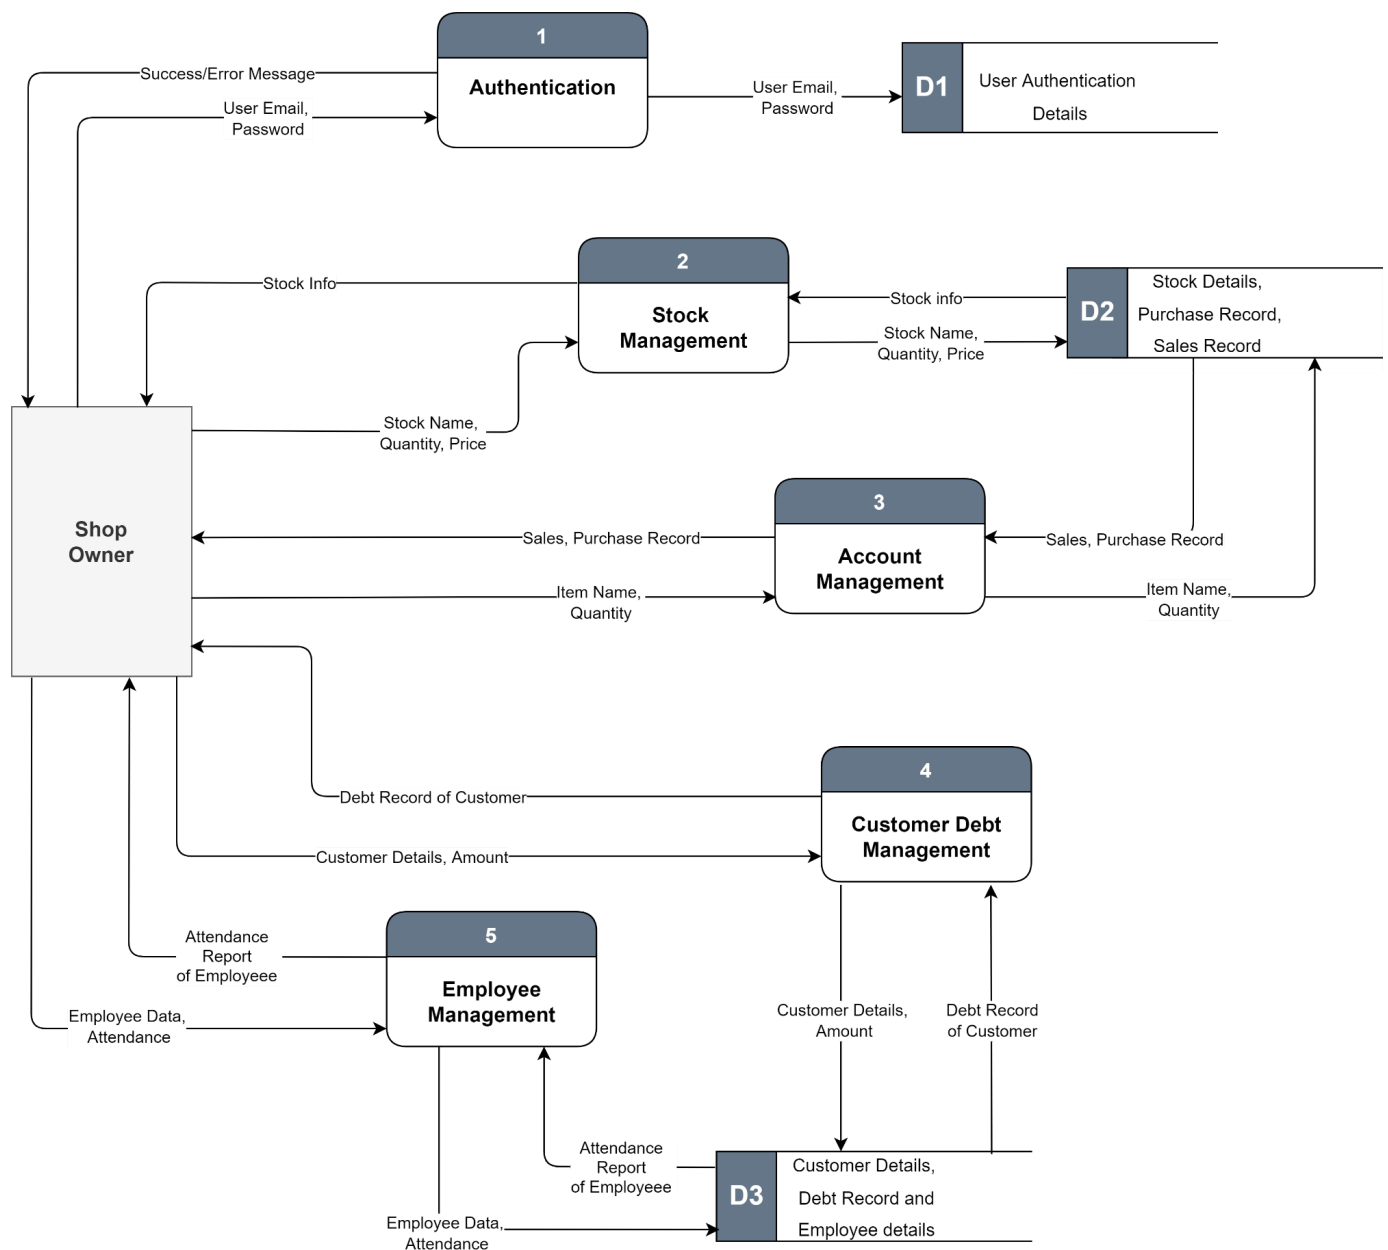 1
Authentication
Success/Error Message
User Email,
Password
User Email,
Password
D1
User Authentication
Details
2
Stock
Management
Stock Info
Stock info
Stock Name,
Quantity, Price
D2
Stock Details,
Purchase Record,
Sales Record
Stock Name,
Quantity, Price
Shop
Owner
3
Account
Management
Sales, Purchase Record
Sales, Purchase Record
Item Name,
Quantity
Item Name,
Quantity
4
Customer Debt
Management
Debt Record of Customer
Customer Details, Amount
5
Employee
Management
Attendance
Report
of Employeee
Employee Data,
Attendance
Customer Details,
Amount
Debt Record
of Customer
Attendance
Report
of Employeee
Employee Data,
Attendance
D3
Customer Details,
Debt Record and
Employee details